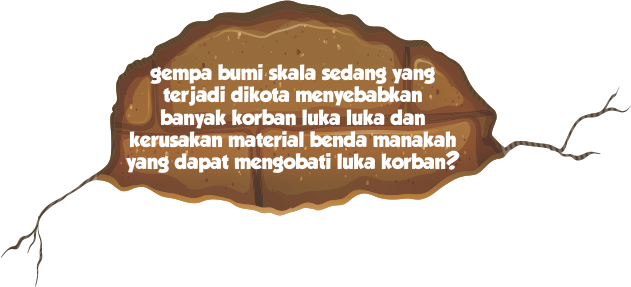 gempa bumi skala sedang yang
terjadi dikota menyebabkan
banyak korban luka luka dan
kerusakan material benda manakah
yang dapat mengobati luka korban?